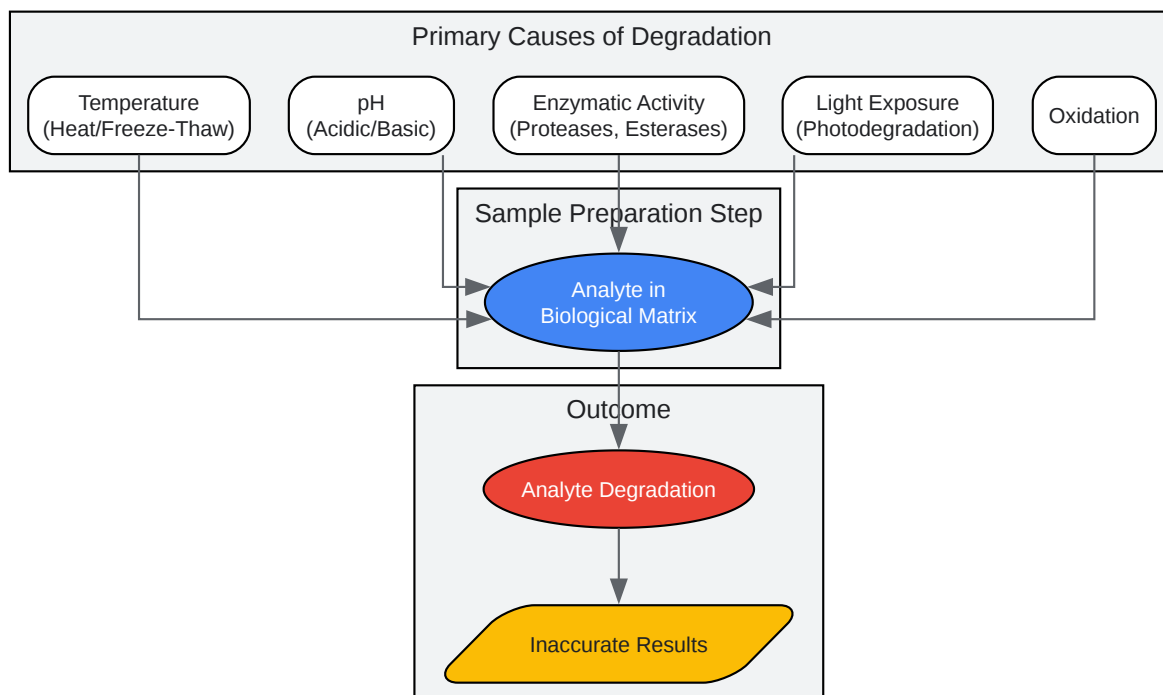 Primary Causes of Degradation
Temperature
(Heat/Freeze-Thaw)
pH
(Acidic/Basic)
Enzymatic Activity
(Proteases, Esterases)
Light Exposure
(Photodegradation)
Oxidation
Sample Preparation Step
Analyte in
Biological Matrix
Outcome
Analyte Degradation
Inaccurate Results